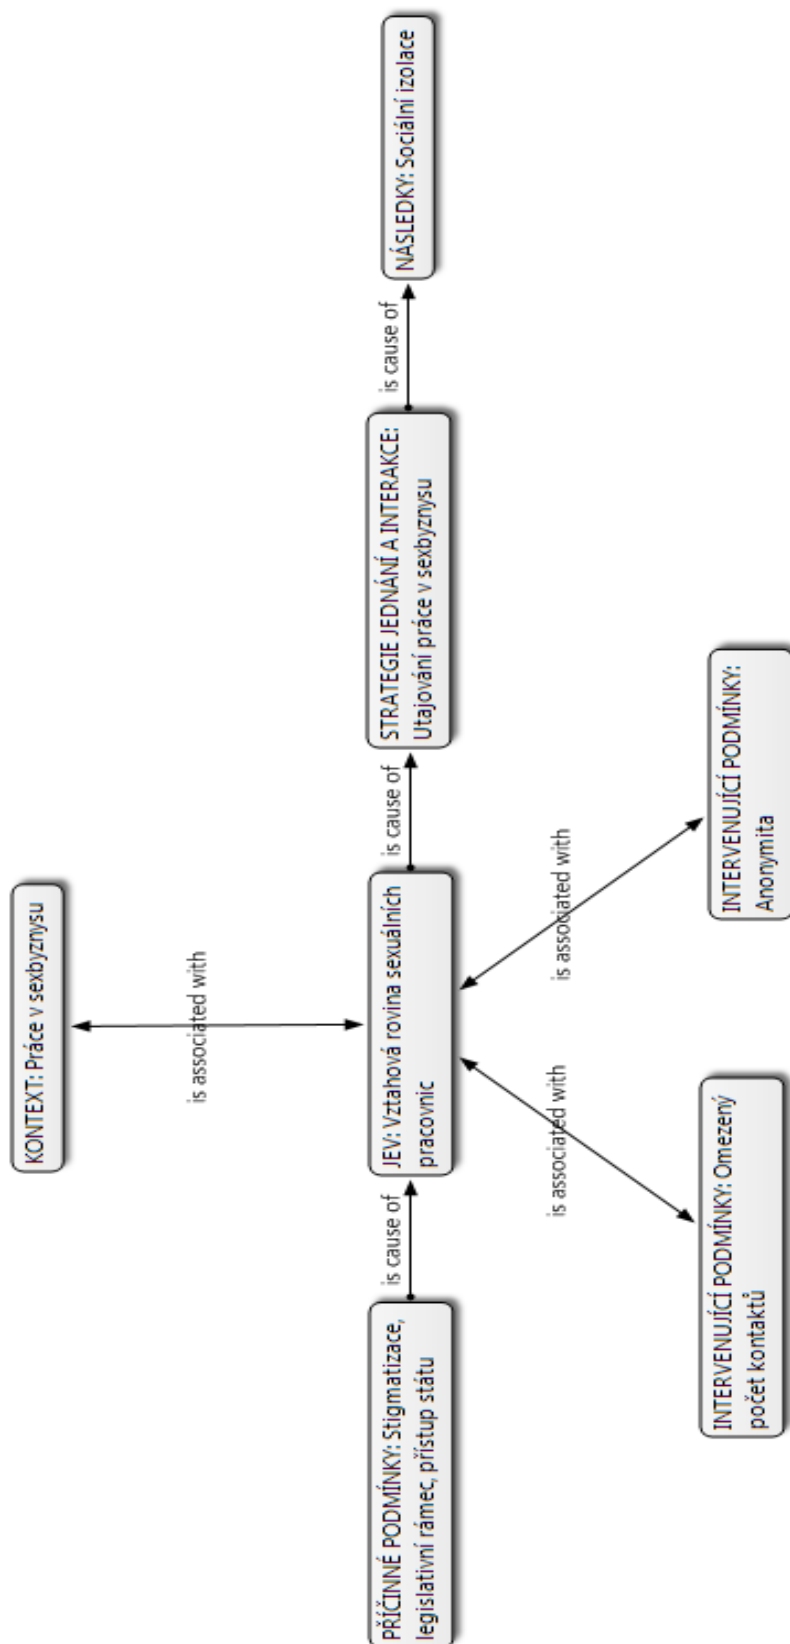 KONTEXT: Práce v sexbyznysu
is associated with
PŘÍČINNÉ PODMÍNKY: Stigmatizace,
legislativní rámec, přístup státu
is cause of
JEV: Vztahová rovina sexuálních
pracovnic
is cause of
STRATEGIE JEDNÁNÍ A INTERAKCE:
Utajování práce v sexbyznysu
is cause of
NÁSLEDKY: Sociální izolace
is associated with
is associated with
INTERVENUJÍCÍ PODMÍNKY: Omezený
počet kontaktů
INTERVENUJÍCÍ PODMÍNKY:
Anonymita